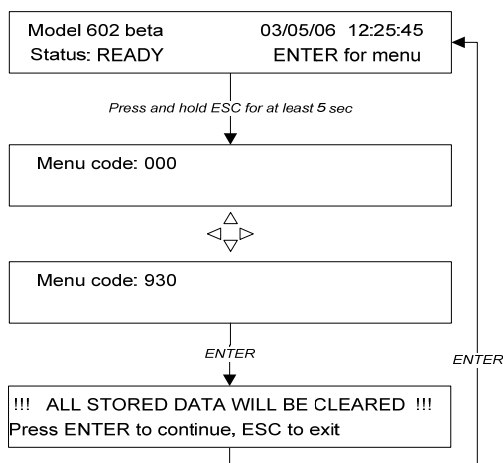 Model 602 beta 03/05/06 12:25:45
Status: READY ENTER for menu
Press and hold ESC for at least 5 sec
Menu code: 000
Menu code: 930
ENTER
ENTER
!!! ALL STORED DATA WILL BE CLEARED !!!
Press ENTER to continue, ESC to exit